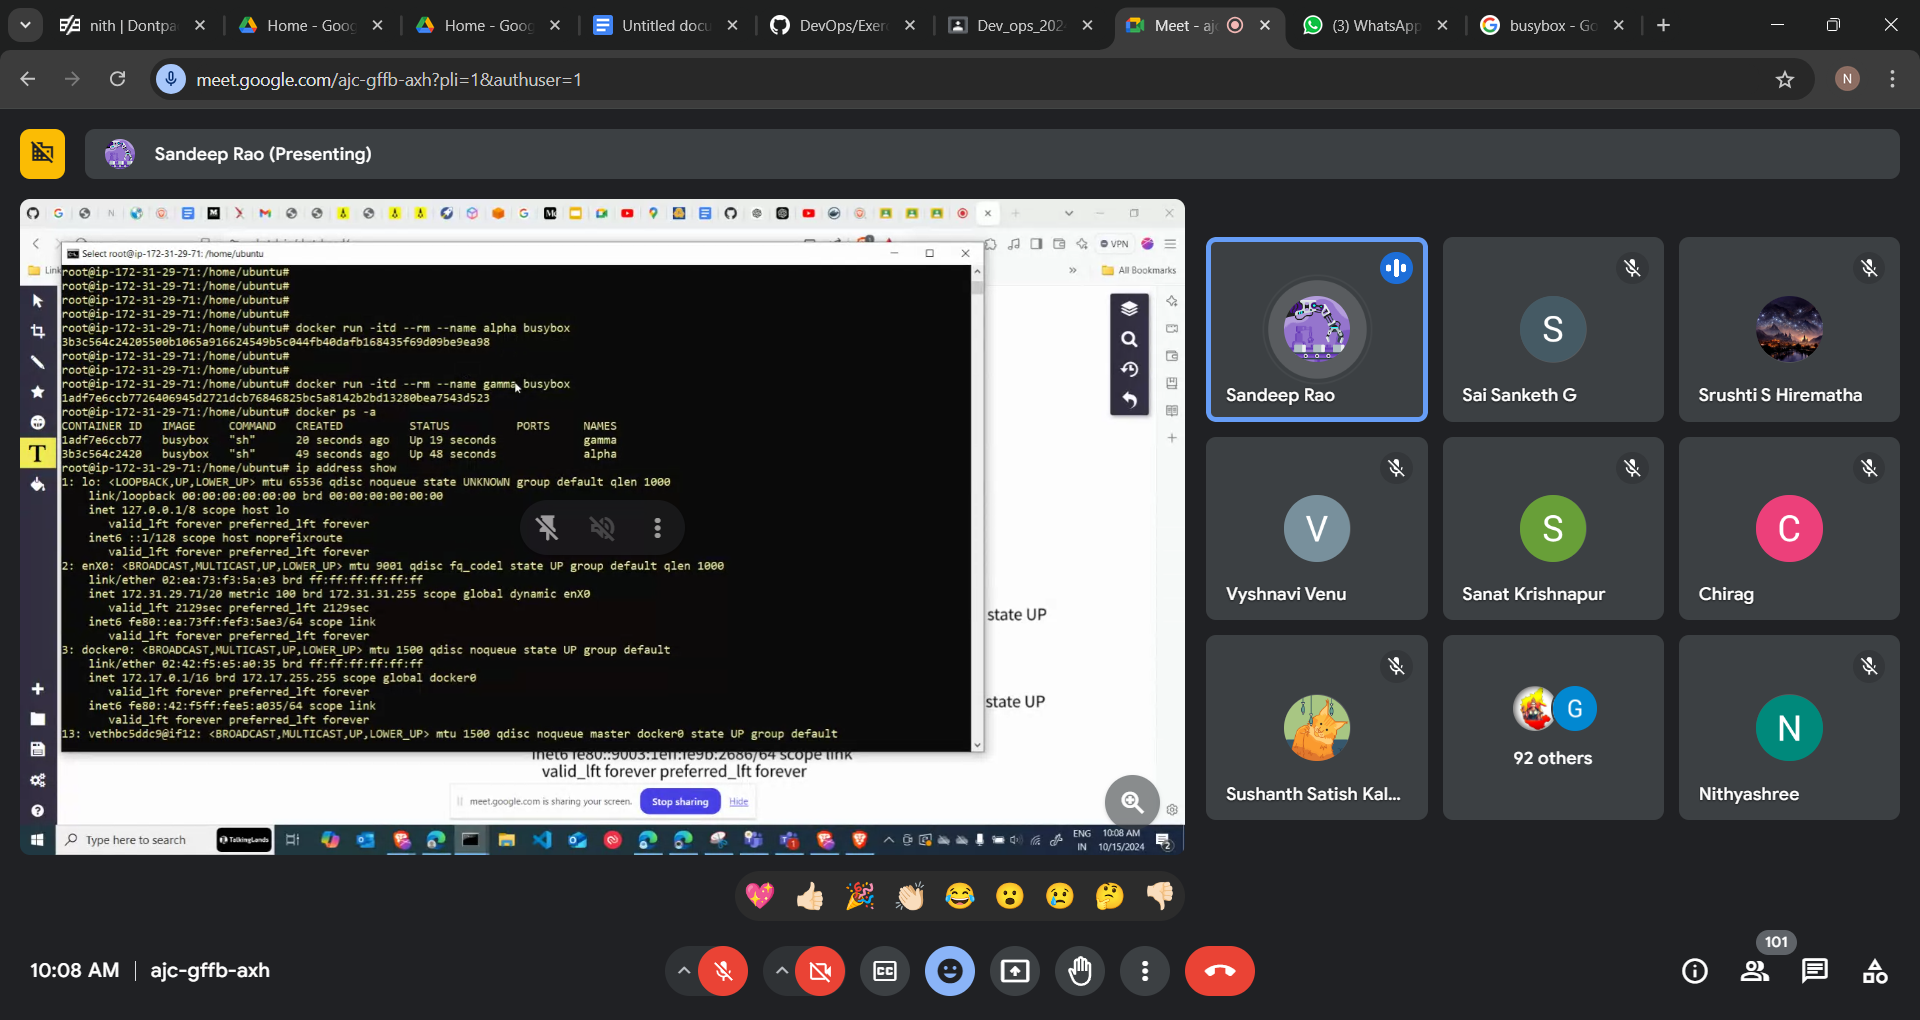 nith | Dontpa
Home - Goo
Home - Goo
Untitled docu
DevOps/Exer
Dev_ops_202
Meet - aj
(3) WhatsApp
busybox - Go
meet.google.com/ajc-gffb-axh?pli=1&authuser=1
N
Sandeep Rao (Presenting)
VPN
All Bookmarks
Select root@ip-172-31-29-71: /home/ubuntu
root@ip-172-31-29-71:/home/ubuntu#
root@ip-172-31-29-71:/home/ubuntu#
root@ip-172-31-29-71:/home/ubuntu#
root@ip-172-31-29-71:/home/ubuntu#
root@ip-172-31-29-71:/home/ubuntu# docker run -itd --rm --name alpha busybox
3b3c564c24205500b1065a916624549b5c044fb40dafb168435f69d09be9ea98
root@ip-172-31-29-71:/home/ubuntu#
root@ip-172-31-29-71:/home/ubuntu#
root@ip-172-31-29-71:/home/ubuntu# docker run -itd --rm --name gamma busybox
1adf7e6ccb7726406945d2721dcb76846825bc5a8142b2bd13280bea7543d523
root@ip-172-31-29-71:/home/ubuntu# docker ps -a
CONTAINER ID IMAGE COMMAND CREATED STATUS PORTS NAMES
1adf7e6ccb77 busybox "sh" 20 seconds ago Up 19 seconds gamma
3b3c564c2420 busybox "sh" 49 seconds ago Up 48 seconds alpha
root@ip-172-31-29-71:/home/ubuntu# ip address show
1: lo: <LOOPBACK,UP,LOWER_UP> mtu 65536 qdisc noqueue state UNKNOWN group default qlen 1000
link/loopback 00:00:00:00:00:00 brd 00:00:00:00:00:00
inet 127.0.0.1/8 scope host lo
valid_lft forever preferred_lft forever
inet6 ::1/128 scope host noprefixroute
valid_lft forever preferred_lft forever
2: enX0: <BROADCAST,MULTICAST,UP,LOWER_UP> mtu 9001 qdisc fq_codel state UP group default qlen 1000
link/ether 02:ea:73:f3:5a:e3 brd ff:ff:ff:ff:ff:ff
inet 172.31.29.71/20 metric 100 brd 172.31.31.255 scope global dynamic enX0
valid_lft 2129sec preferred_lft 2129sec
inet6 fe80::ea:73ff:fef3:5ae3/64 scope link
valid_lft forever preferred_lft forever
3: docker0: <BROADCAST,MULTICAST,UP,LOWER_UP> mtu 1500 qdisc noqueue state UP group default
link/ether 02:42:f5:e5:a0:35 brd ff:ff:ff:ff:ff:ff
inet 172.17.0.1/16 brd 172.17.255.255 scope global docker0
valid_lft forever preferred_lft forever
inet6 fe80::42:f5ff:fee5:a035/64 scope link
valid_lft forever preferred_lft forever
13: vethbc5ddc9@if12: <BROADCAST,MULTICAST,UP,LOWER_UP> mtu 1500 qdisc noqueue master docker0 state UP group default
state UP
state UP
inet6 fe80::9003:1eff:fe9b:2686/64 scope link
valid_lft forever preferred_lft forever
meet.google.com is sharing your screen.
Stop sharing
Hide
Type here to search
TalkingLands
ENG
IN
10:08 AM
10/15/2024
2
Sandeep Rao
S
Sai Sanketh G
Srushti S Hirematha
V
Vyshnavi Venu
S
Sanat Krishnapur
C
Chirag
Sushanth Satish Kal...
G
92 others
N
Nithyashree
10:08 AM | ajc-gffb-axh
CC
101